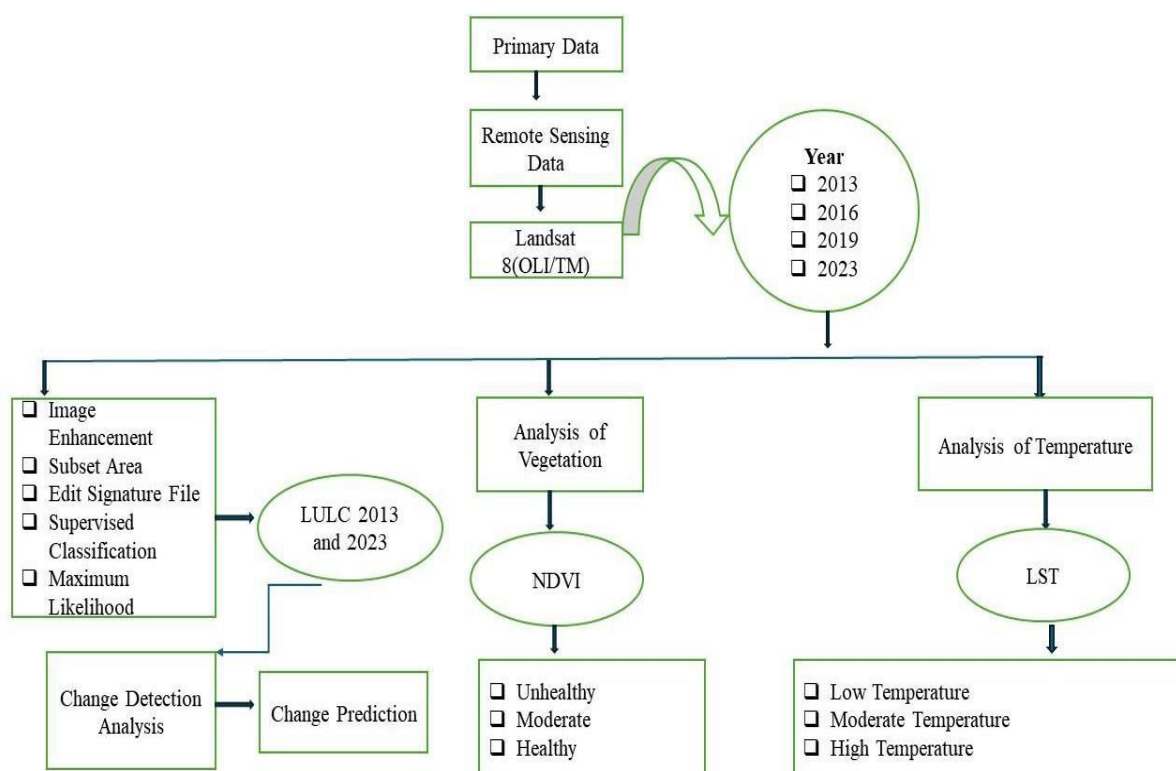 Primary Data
Remote Sensing
Data
Landsat
8(OLI/TM)
Year
❑ 2013
❑ 2016
❑ 2019
❑ 2023
❑ Image
Enhancement
❑ Subset Area
❑ Edit Signature File
❑ Supervised
Classification
❑ Maximum
Likelihood
LULC 2013
and 2023
Change Detection
Analysis
Change Prediction
Analysis of
Vegetation
NDVI
❑ Unhealthy
❑ Moderate
❑ Healthy
Analysis of Temperature
LST
❑ Low Temperature
❑ Moderate Temperature
❑ High Temperature